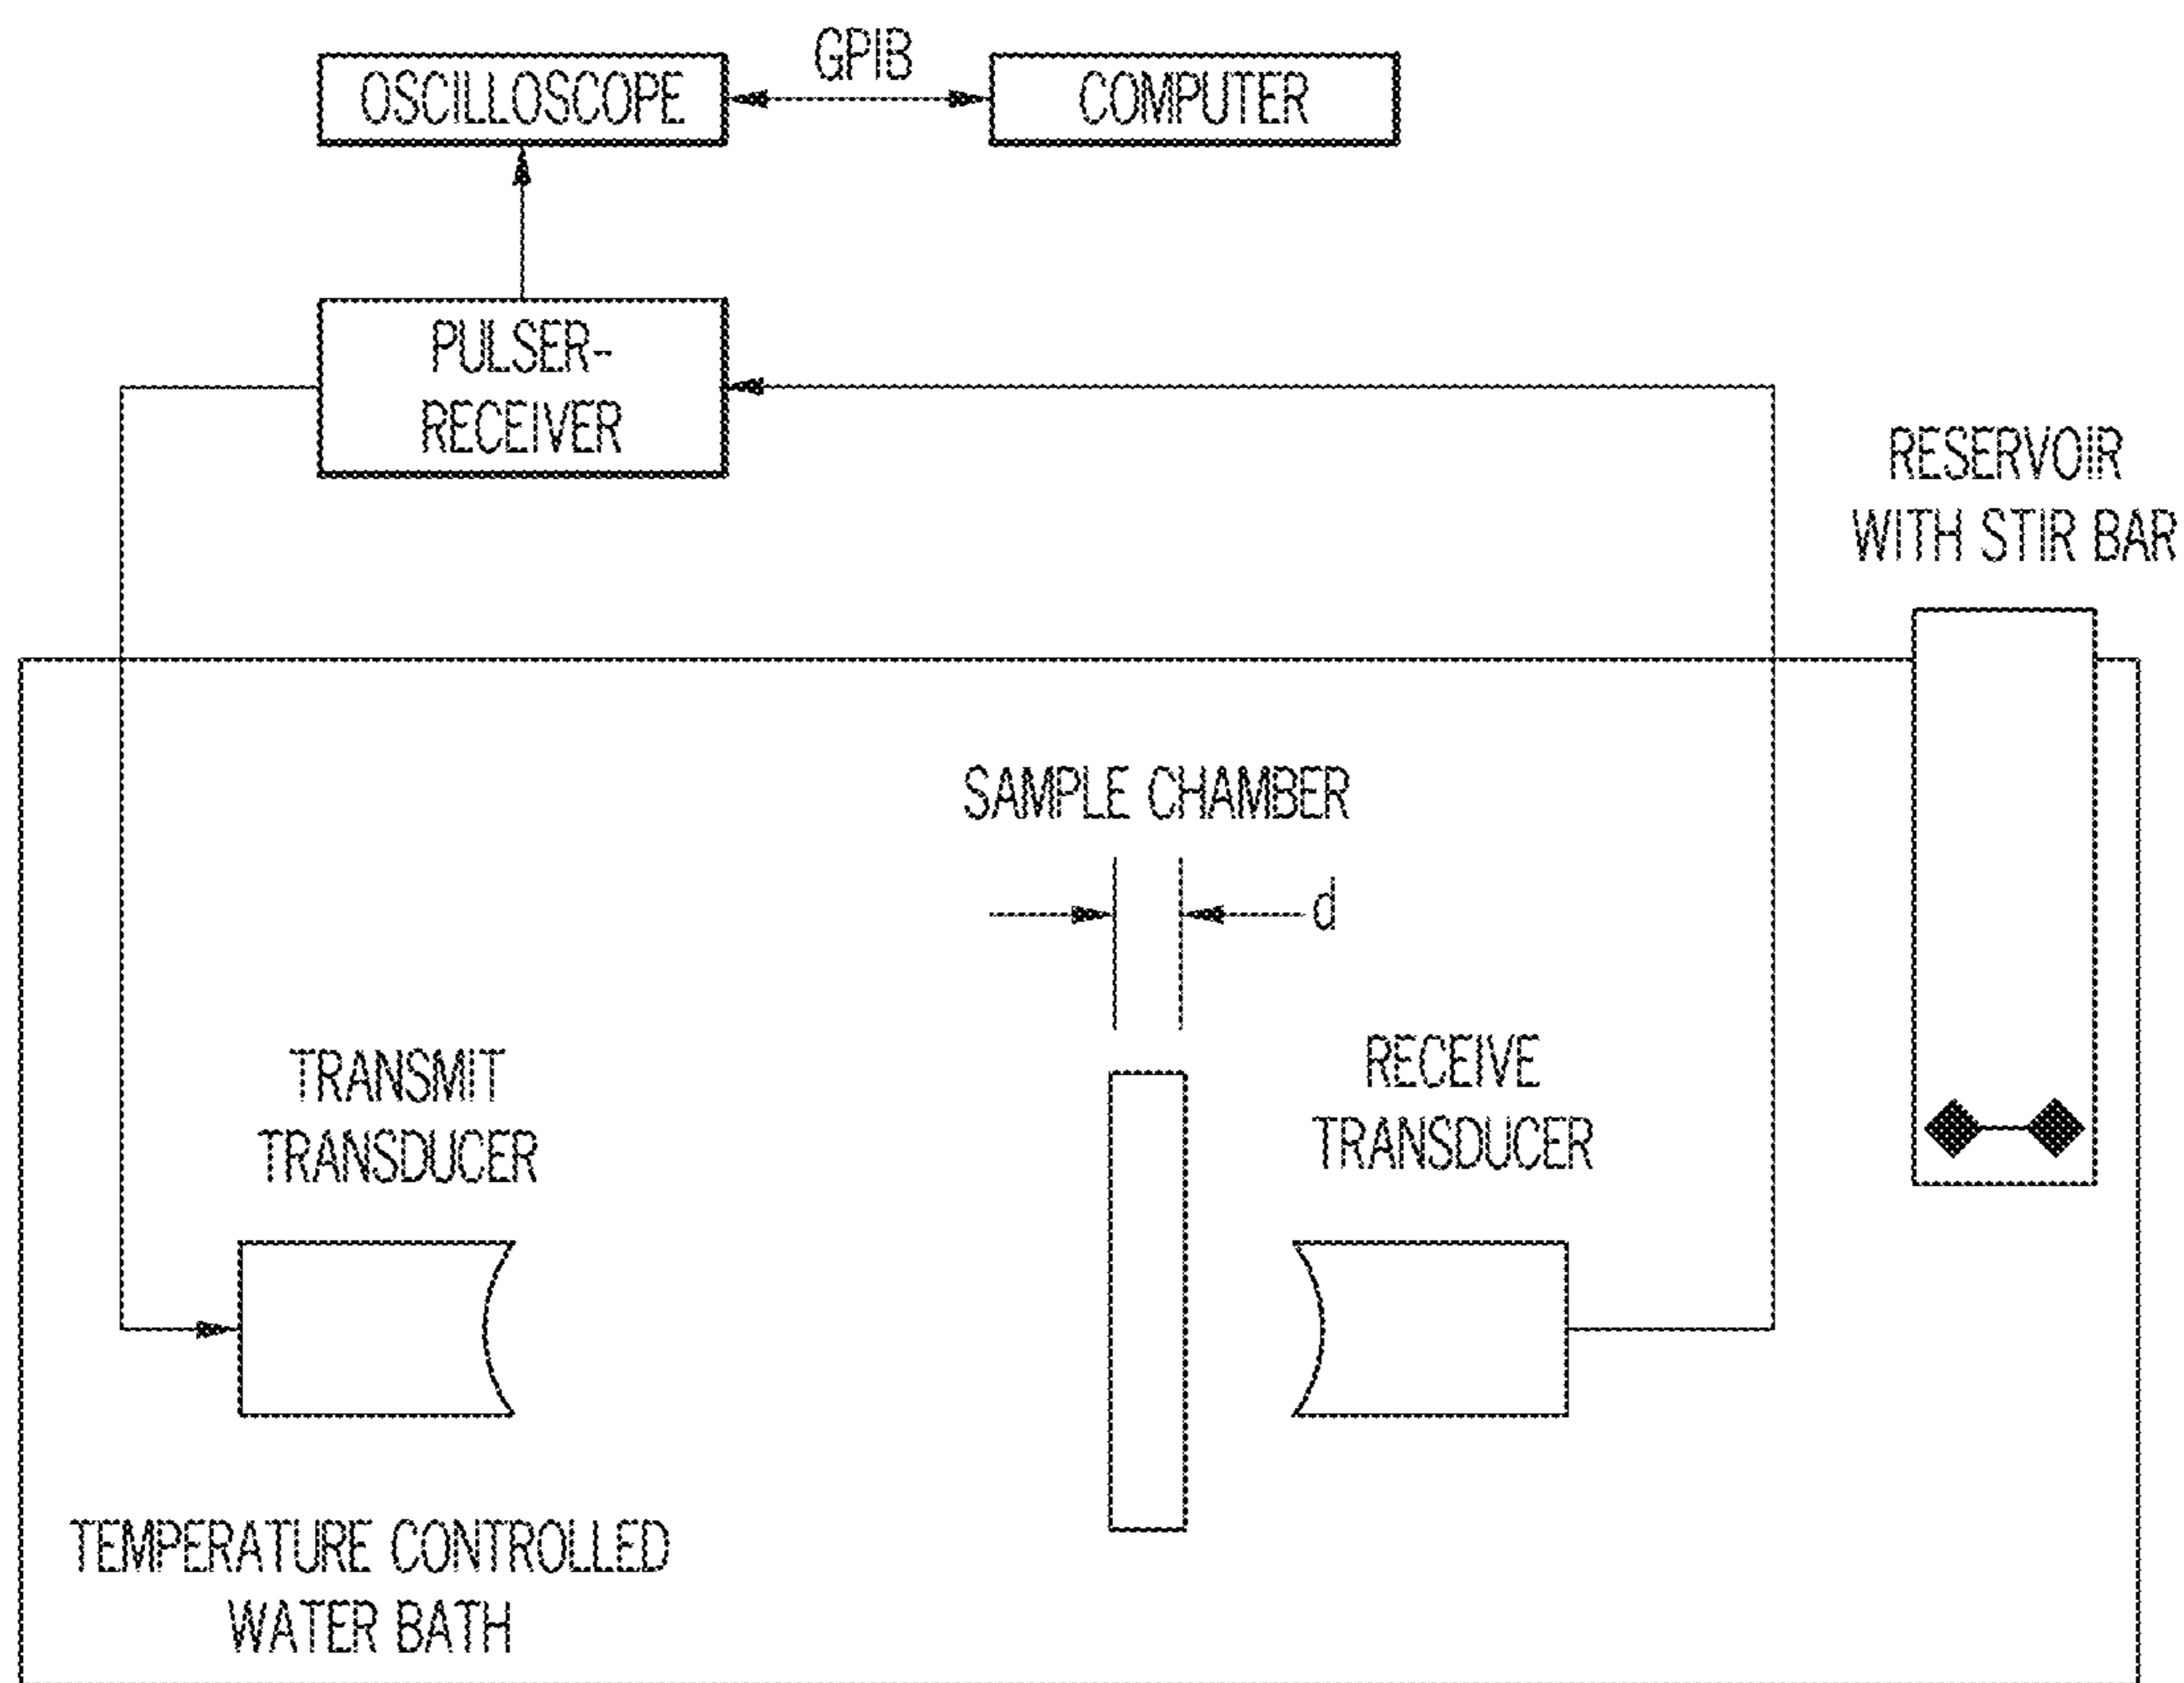 GPIB
OSCILLOSCOPE
COMPUTER
PULSER-
RECEIVER
RESERVOIR
WITH STIR BAR
SAMPLE CHAMBER
d
TRANSMIT
TRANSDUCER
RECEIVE
TRANSDUCER
TEMPERATURE CONTROLLED
WATER BATH